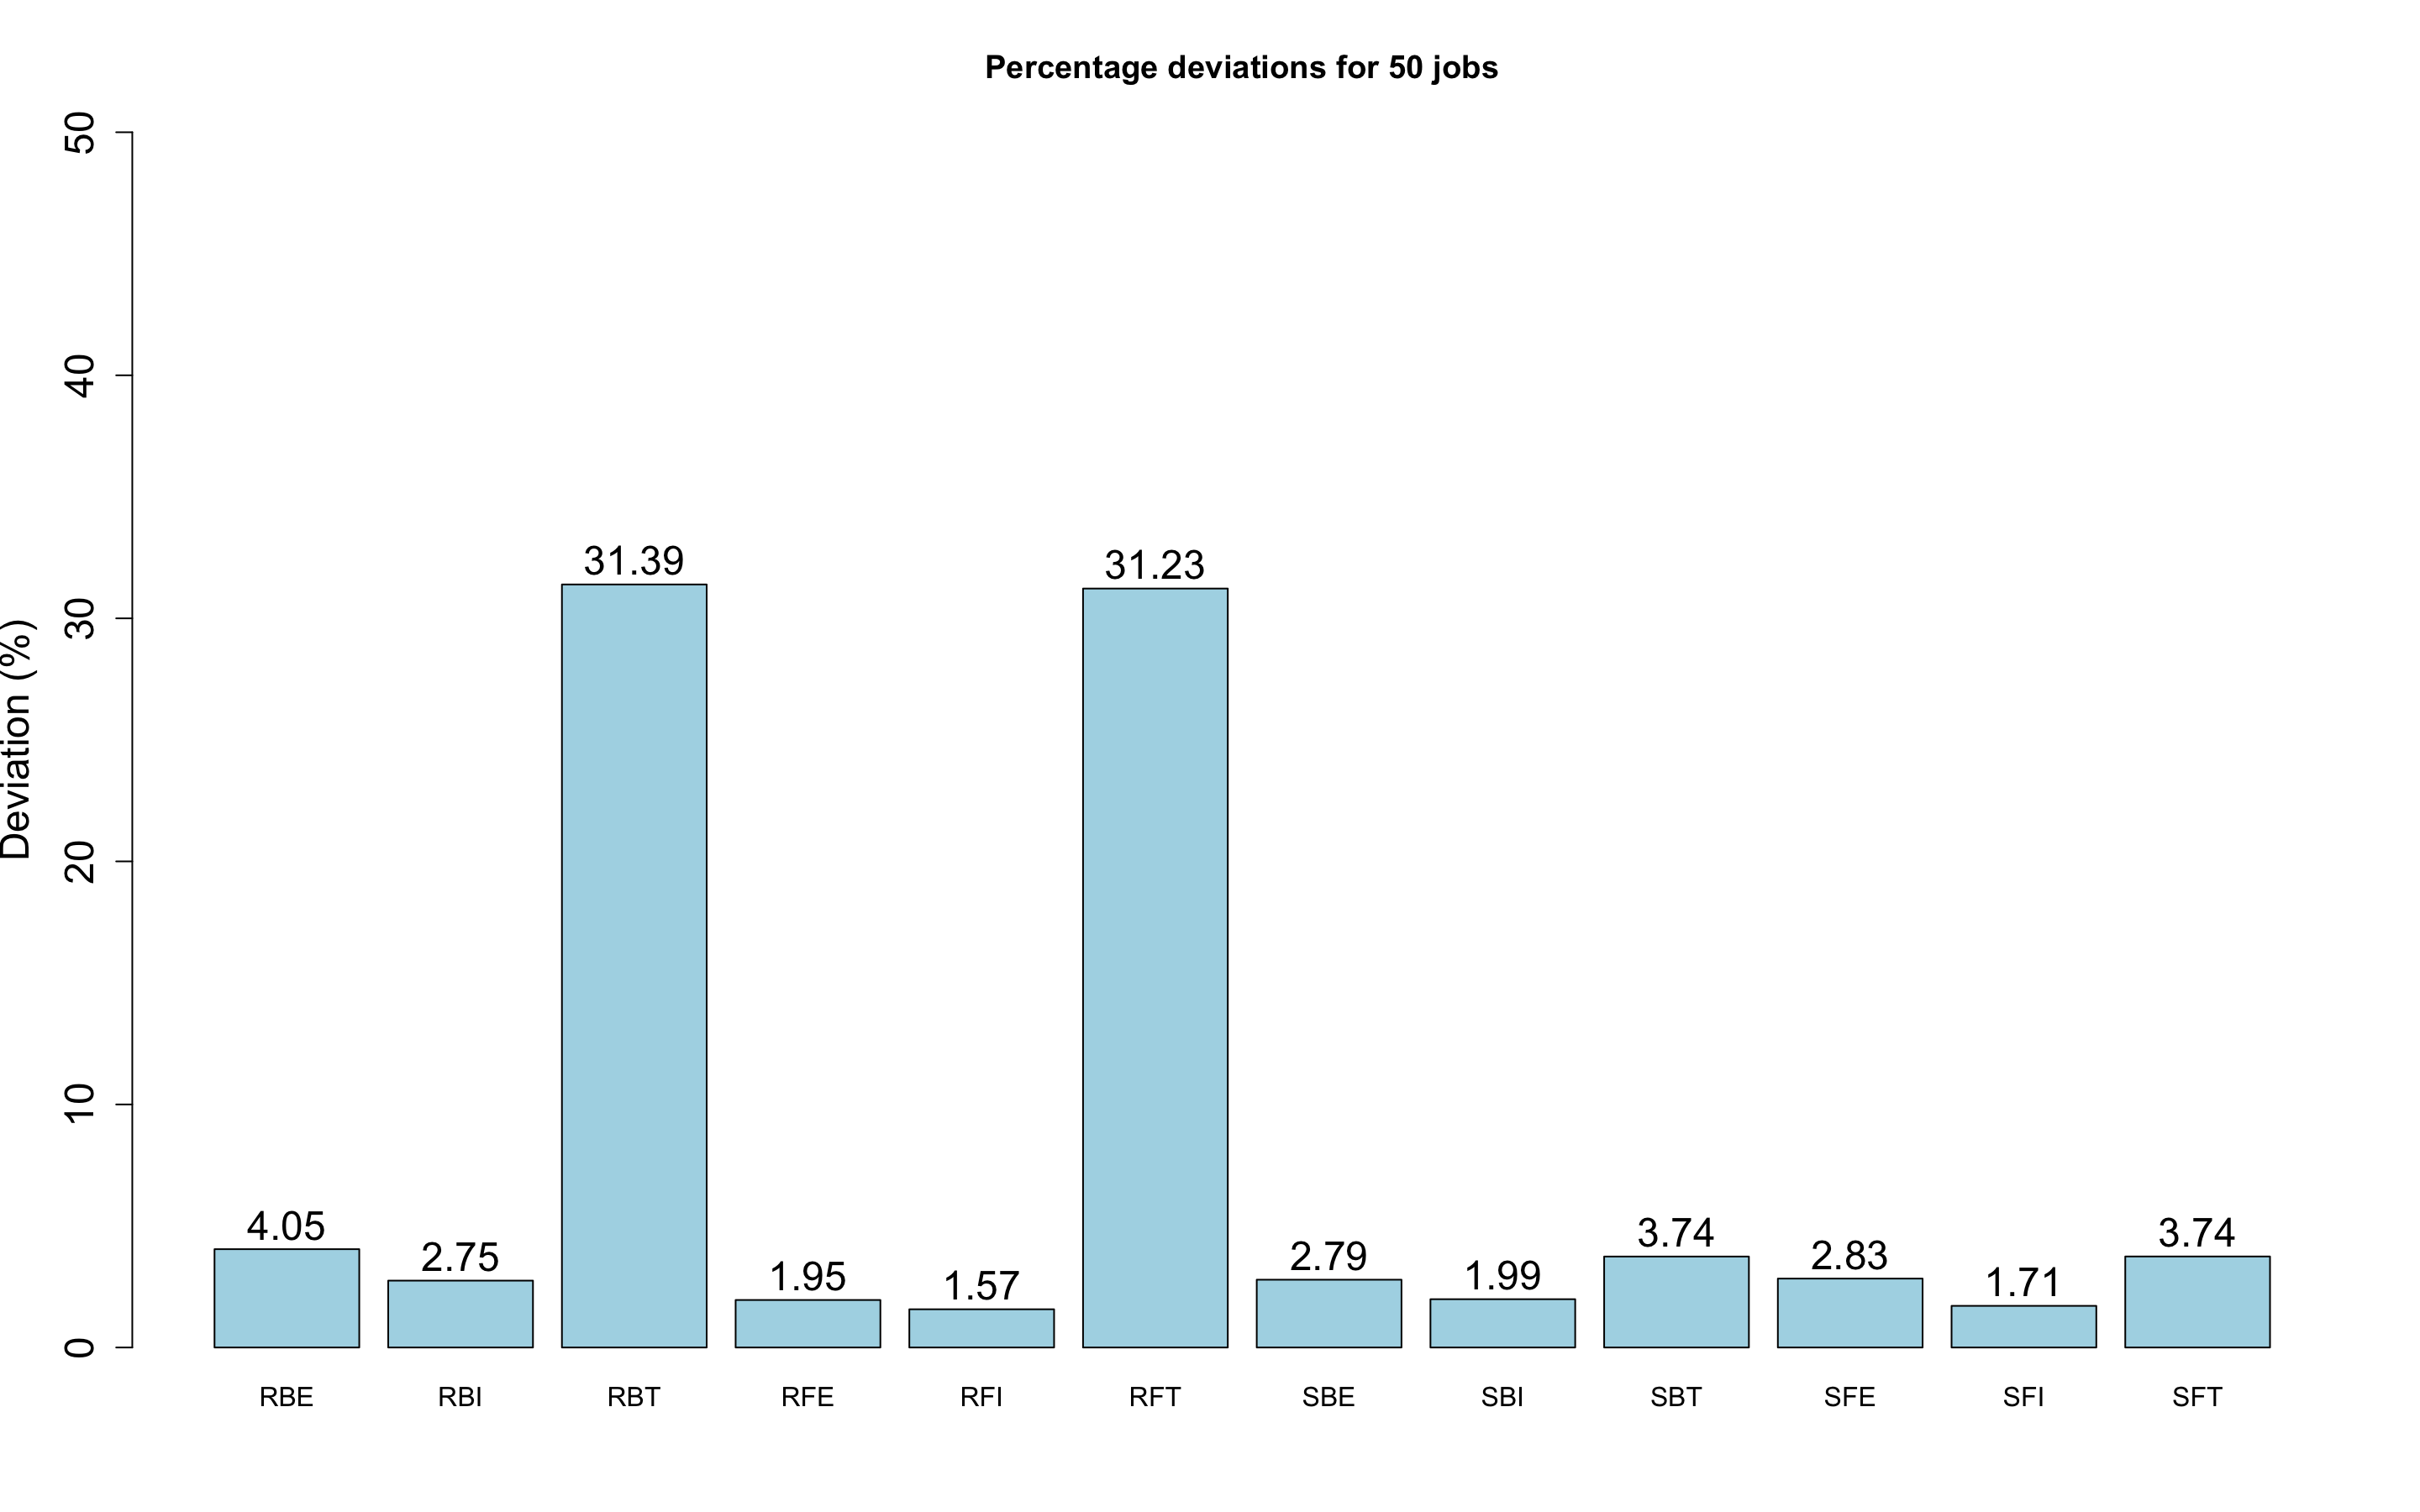 Percentage deviations for 50 jobs
Deviation (%)
50
40
30
20
10
0
4.05
2.75
31.39
1.95
1.57
31.23
2.79
1.99
3.74
2.83
1.71
3.74
RBE
RBI
RBT
RFE
RFI
RFT
SBE
SBI
SBT
SFE
SFI
SFT